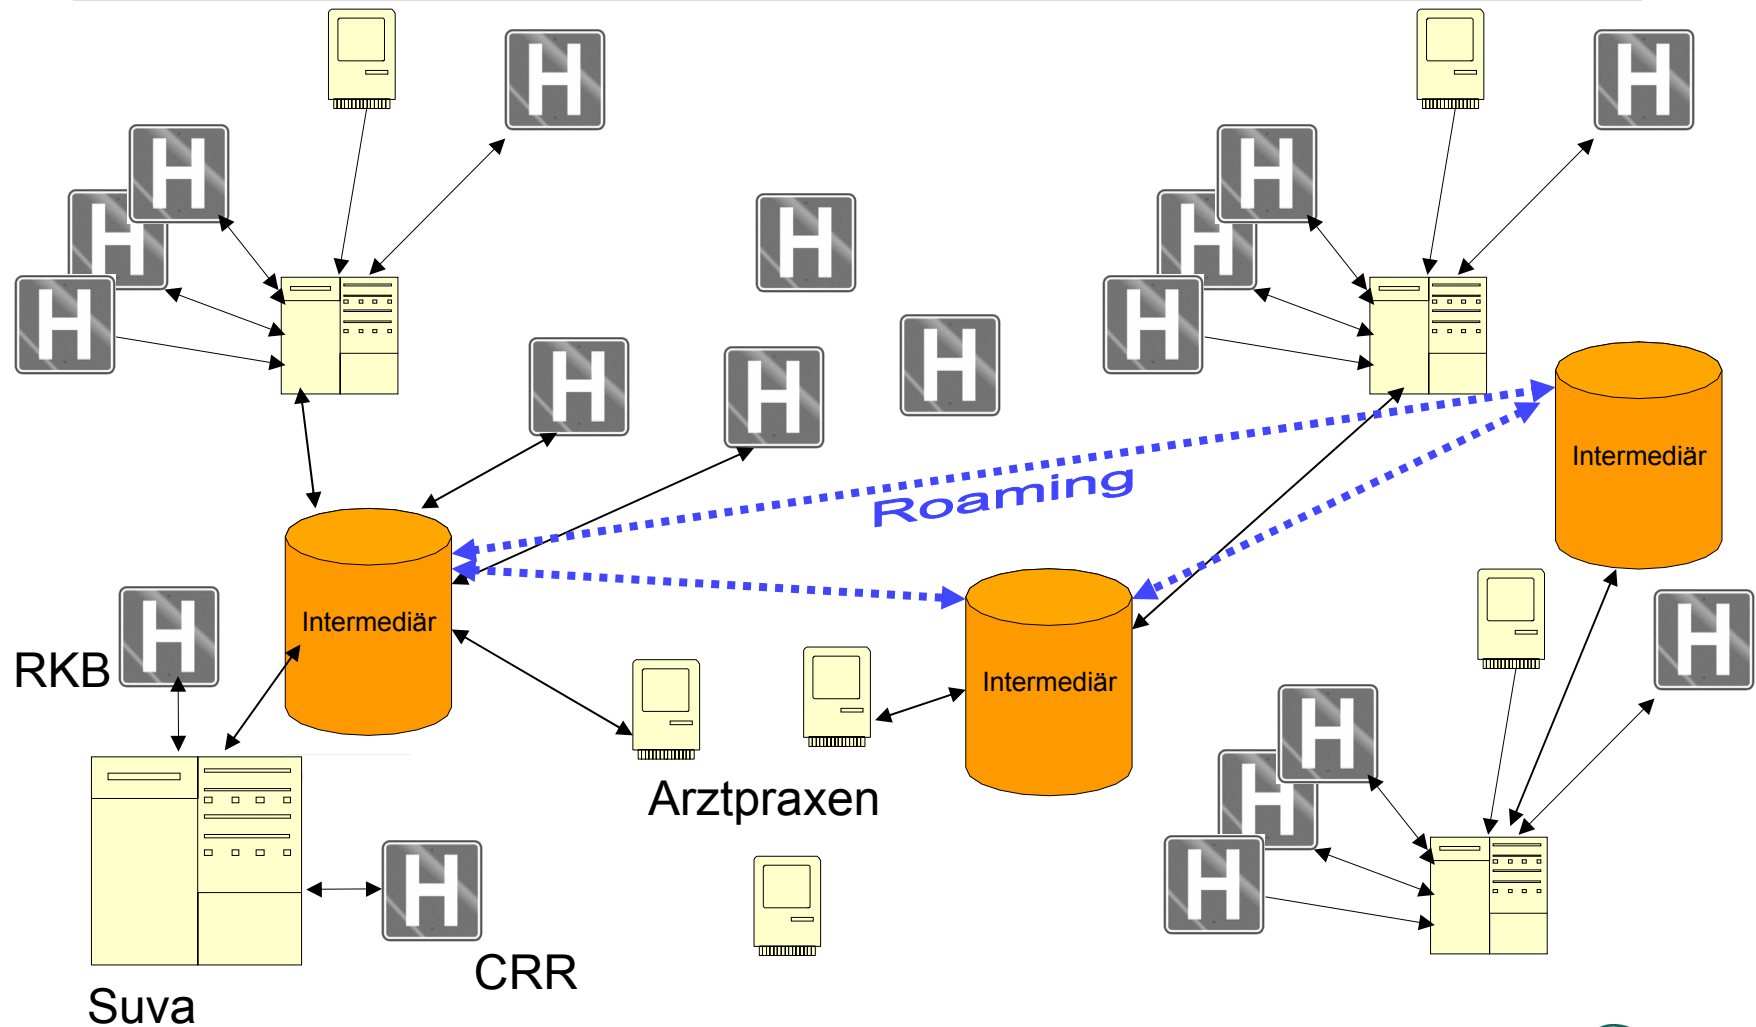 H
H
H
H
H
H
H
H
H
H
H
H
Roaming
Intermediär
H
Intermediär
RKB
H
Intermediär
H
H
H
Arztpraxen
H
H
CRR
Suva